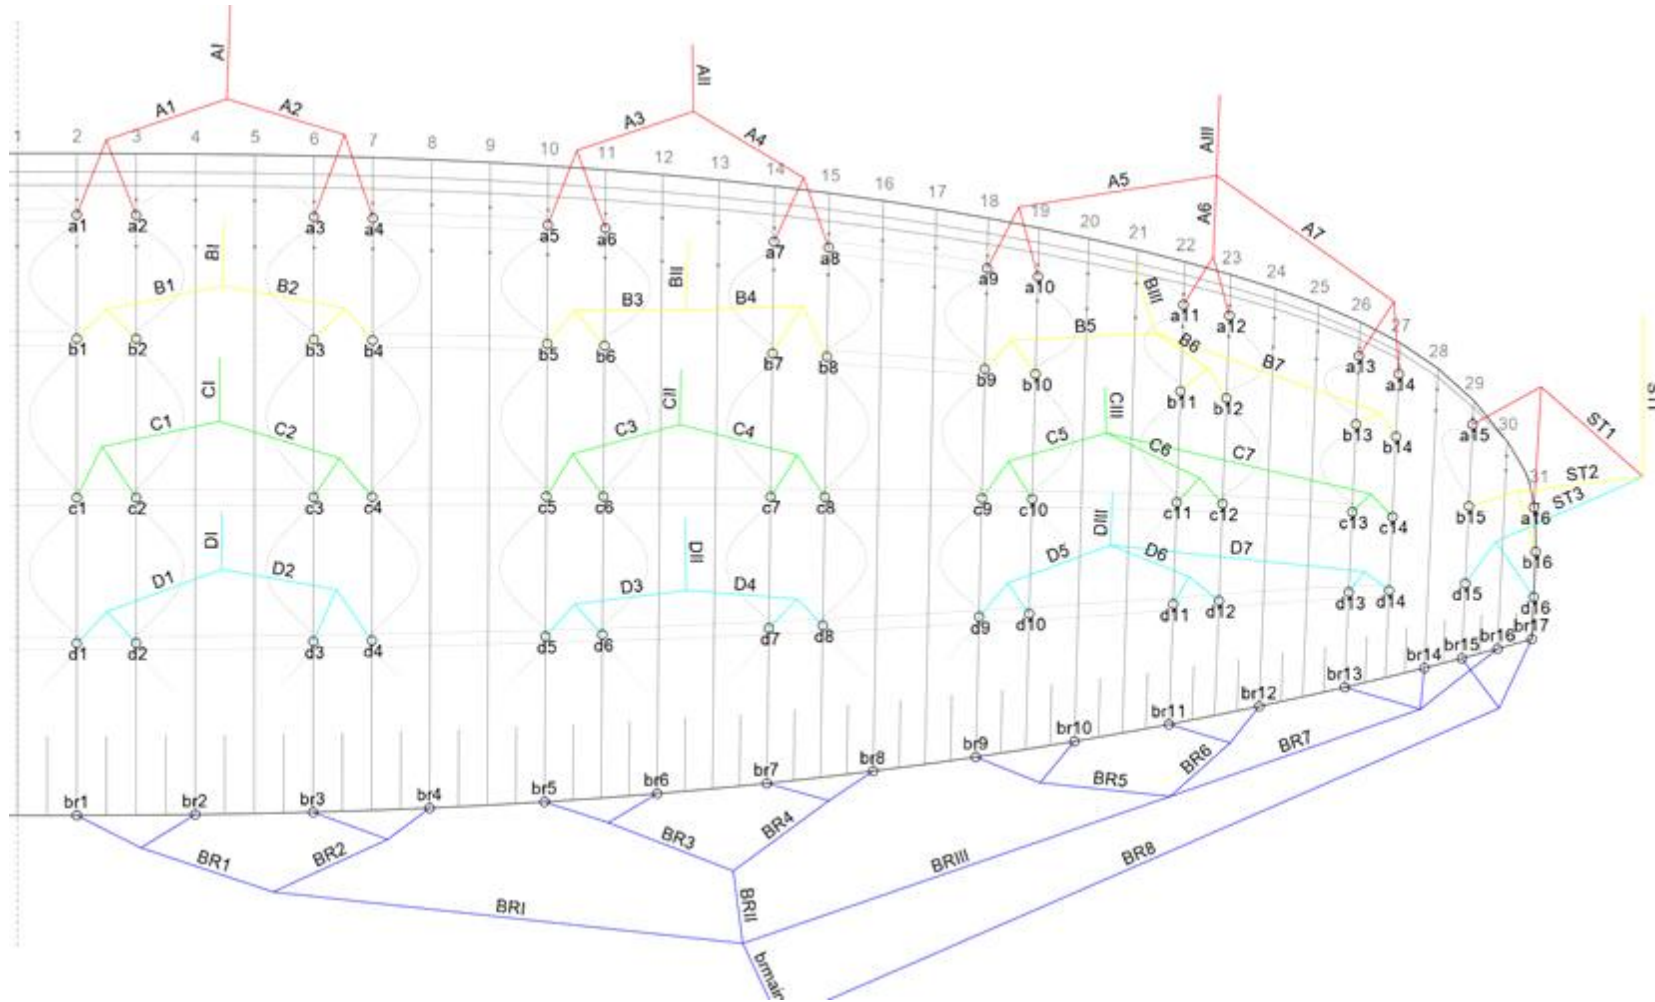 AI
AII
AIII
A1
A2
A3
A4
A5
A6
A7
1
2
3
4
5
6
7
8
9
10
11
12
13
14
15
16
17
18
19
20
21
22
23
24
25
26
27
28
29
30
31
a1
a2
a3
a4
a5
a6
a7
a8
a9
a10
a11
a12
a13
a14
a15
a16
BI
BII
BIII
B1
B2
B3
B4
B5
B6
B7
b1
b2
b3
b4
b5
b6
b7
b8
b9
b10
b11
b12
b13
b14
b15
b16
CI
CII
CIII
C1
C2
C3
C4
C5
C6
C7
c1
c2
c3
c4
c5
c6
c7
c8
c9
c10
c11
c12
c13
c14
ST1
ST2
ST3
DI
DII
DIII
D1
D2
D3
D4
D5
D6
D7
d1
d2
d3
d4
d5
d6
d7
d8
d9
d10
d11
d12
d13
d14
d15
d16
br1
br2
br3
br4
br5
br6
br7
br8
br9
br10
br11
br12
br13
br14
br15
br16
br17
BR1
BR2
BR3
BR4
BR5
BR6
BR7
BR8
BRI
BRII
BRIII
brmain